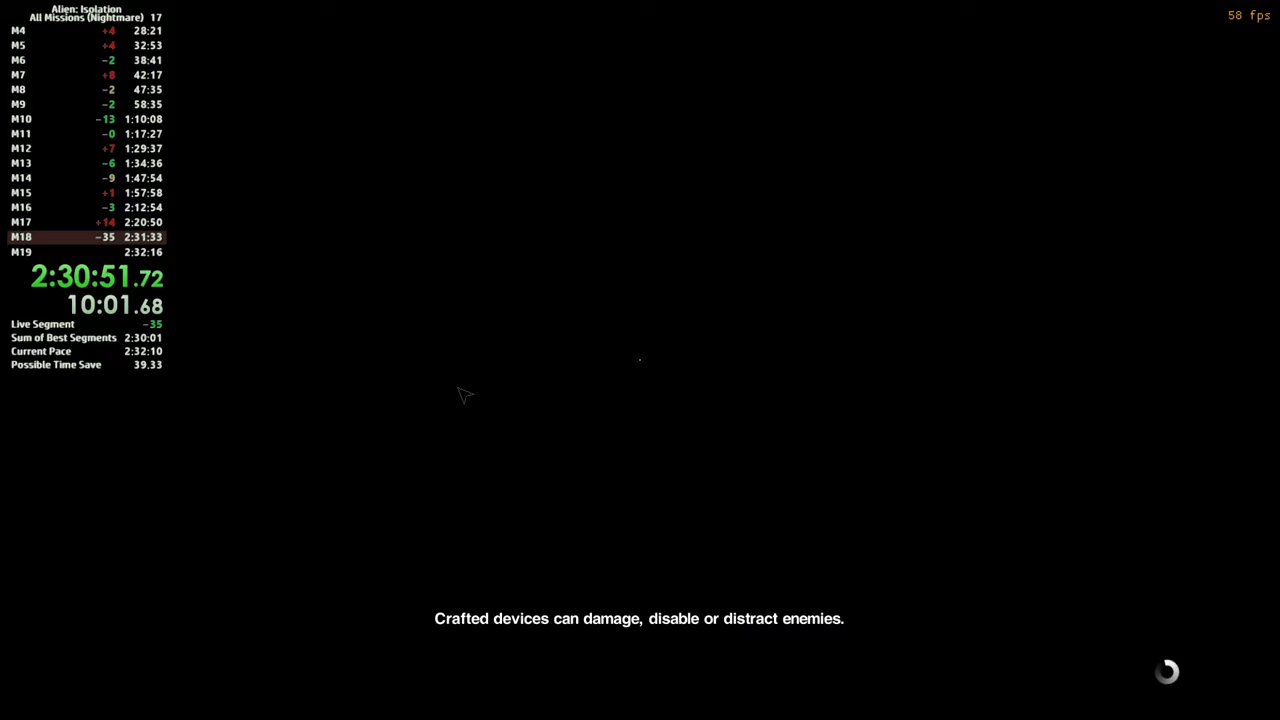 Alien: Isolation
All Missions (Nightmare) 17
M4 +4 28:21
M5 +4 32:53
M6 −2 38:41
M7 +8 42:17
M8 −2 47:35
M9 −2 58:35
M10 −13 1:10:08
M11 −0 1:17:27
M12 +7 1:29:37
M13 −6 1:34:36
M14 −9 1:47:54
M15 +1 1:57:58
M16 −3 2:12:54
M17 +14 2:20:50
M18 −35 2:31:33
M19 2:32:16
2:30:51.72
10:01.68
Live Segment −35
Sum of Best Segments 2:30:01
Current Pace 2:32:10
Possible Time Save 39.33
58 fps
Crafted devices can damage, disable or distract enemies.